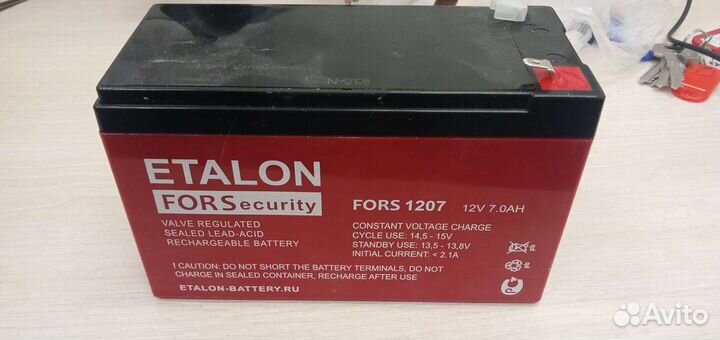 NM2108
ETALON
FORSecurity
VALVE REGULATED
SEALED LEAD-ACID
RECHARGEABLE BATTERY
FORS 1207 12V 7.0AH
CONSTANT VOLTAGE CHARGE
CYCLE USE: 14,5 - 15V
STANDBY USE: 13,5 - 13,8V
INITIAL CURRENT: < 2.1A
! CAUTION: DO NOT SHORT THE BATTERY TERMINALS, DO NOT
CHARGE IN SEALED CONTAINER, RECHARGE AFTER USE
ETALON-BATTERY.RU
Avito